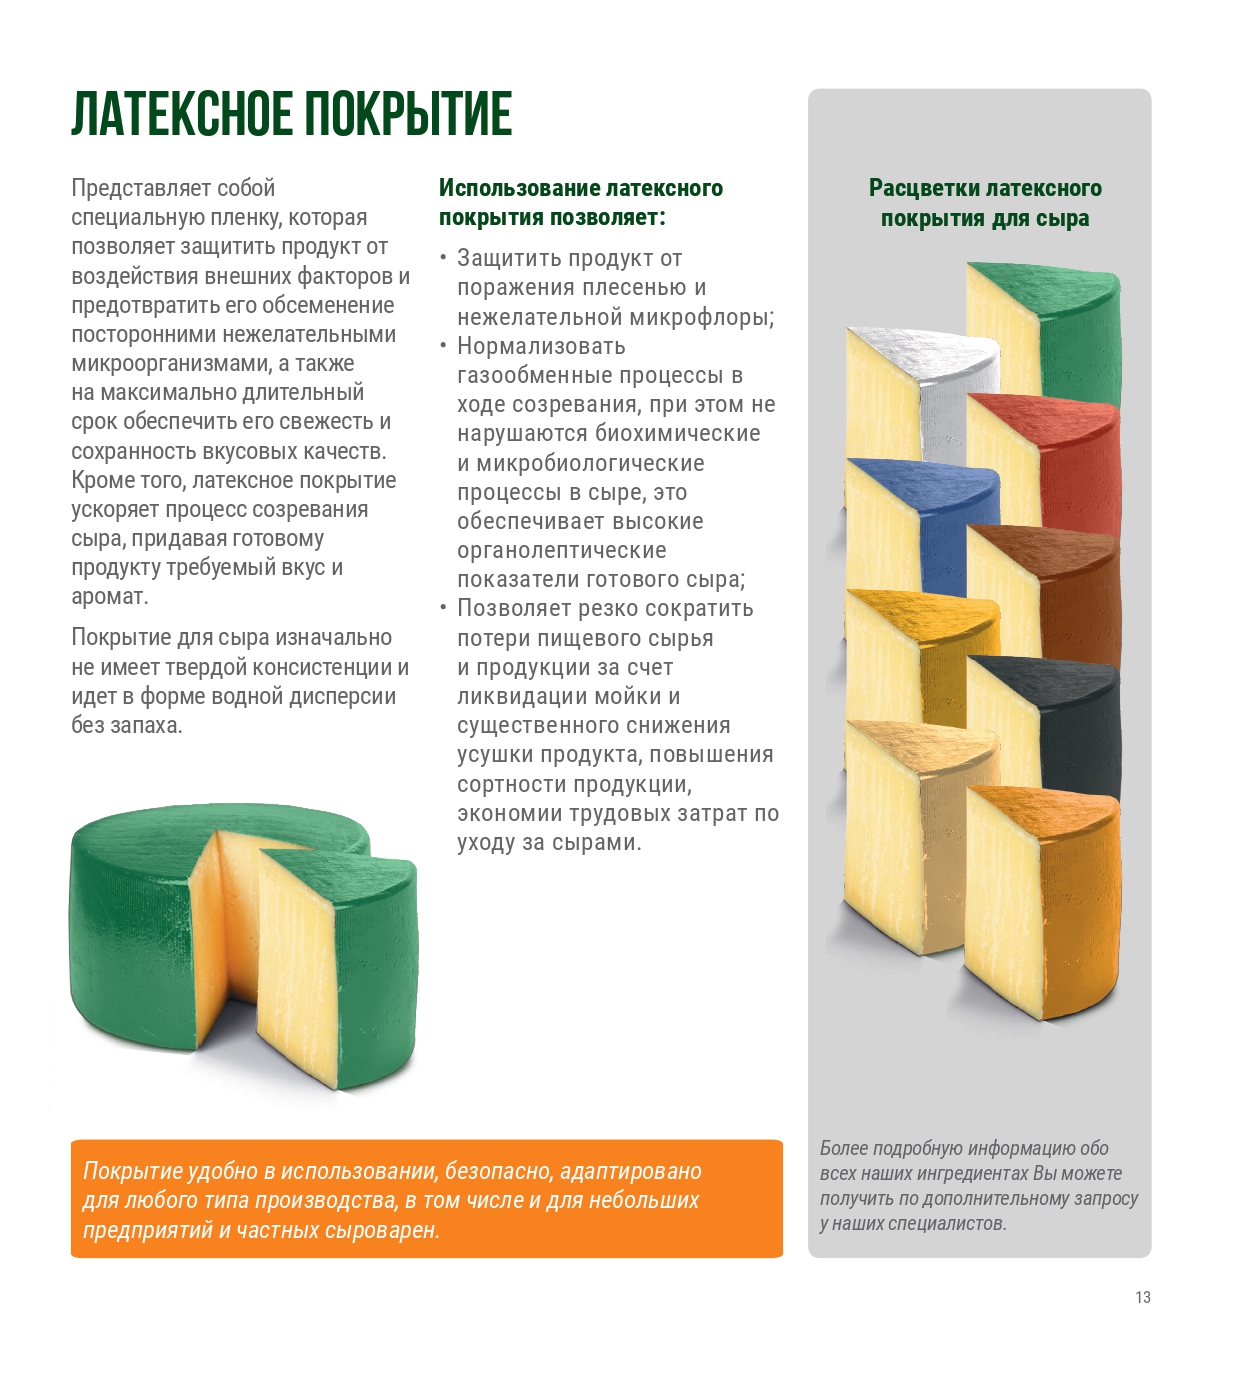 ЛАТЕКСНОЕ ПОКРЫТИЕ
Представляет собой
специальную пленку, которая
позволяет защитить продукт от
воздействия внешних факторов и
предотвратить его обсеменение
посторонними нежелательными
микроорганизмами, а также
на максимально длительный
срок обеспечить его свежесть и
сохранность вкусовых качеств.
Кроме того, латексное покрытие
ускоряет процесс созревания
сыра, придавая готовому
продукту требуемый вкус и
аромат.
Покрытие для сыра изначально
не имеет твердой консистенции и
идет в форме водной дисперсии
без запаха.
Использование латексного
покрытия позволяет:
• Защитить продукт от
поражения плесенью и
нежелательной микрофлоры;
• Нормализовать
газообменные процессы в
ходе созревания, при этом не
нарушаются биохимические
и микробиологические
процессы в сыре, это
обеспечивает высокие
органолептические
показатели готового сыра;
• Позволяет резко сократить
потери пищевого сырья
и продукции за счет
ликвидации мойки и
существенного снижения
усушки продукта, повышения
сортности продукции,
экономии трудовых затрат по
уходу за сырами.
Расцветки латексного
покрытия для сыра
Покрытие удобно в использовании, безопасно, адаптировано
для любого типа производства, в том числе и для небольших
предприятий и частных сыроварен.
Более подробную информацию обо
всех наших ингредиентах Вы можете
получить по дополнительному запросу
у наших специалистов.
13